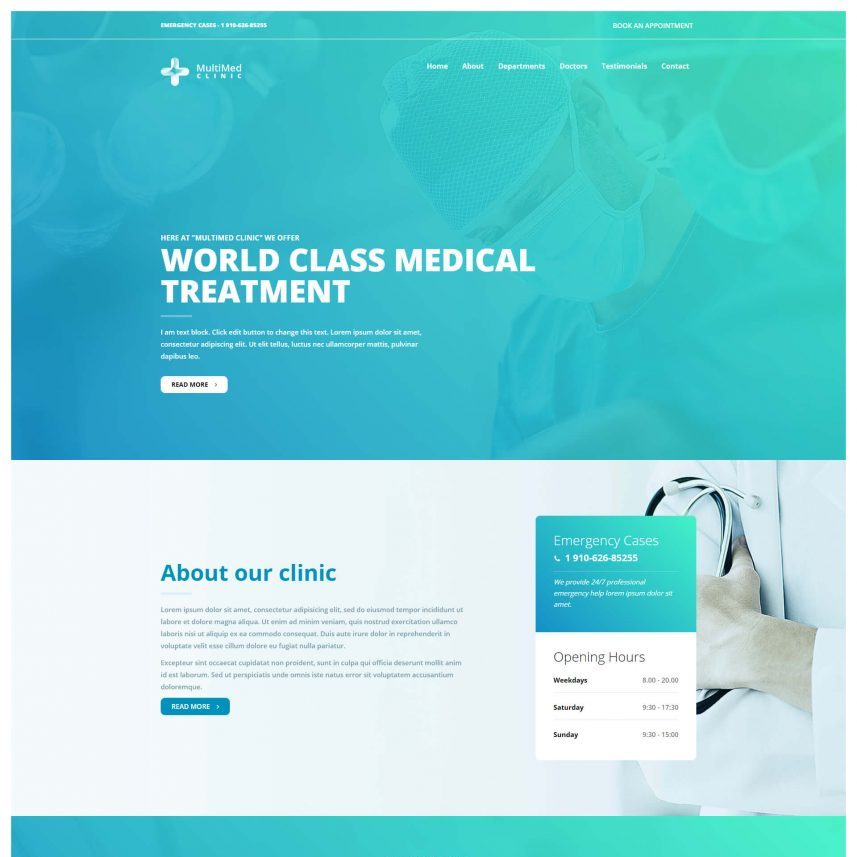 EMERGENCY CASES - 1 910-626-85255
BOOK AN APPOINTMENT
MultiMed
CLINIC
Home About Departments Doctors Testimonials Contact
HERE AT "MULTIMED CLINIC" WE OFFER
WORLD CLASS MEDICAL
TREATMENT
I am text block. Click edit button to change this text. Lorem ipsum dolor sit amet,
consectetur adipiscing elit. Ut elit tellus, luctus nec ullamcorper mattis, pulvinar
dapibus leo.
READ MORE
About our clinic
Lorem ipsum dolor sit amet, consectetur adipisicing elit, sed do eiusmod tempor incididunt ut
labore et dolore magna aliqua. Ut enim ad minim veniam, quis nostrud exercitation ullamco
laboris nisi ut aliquip ex ea commodo consequat. Duis aute irure dolor in reprehenderit in
voluptate velit esse cillum dolore eu fugiat nulla pariatur.
Excepteur sint occaecat cupidatat non proident, sunt in culpa qui officia deserunt mollit anim
id est laborum. Sed ut perspiciatis unde omnis iste natus error sit voluptatem accusantium
doloremque.
READ MORE
Emergency Cases
1 910-626-85255
We provide 24/7 professional
emergency help lorem ipsum dolor sit
amet.
Opening Hours
Weekdays 8.00 - 20.00
Saturday 9:30 - 17:30
Sunday 9:30 - 15:00